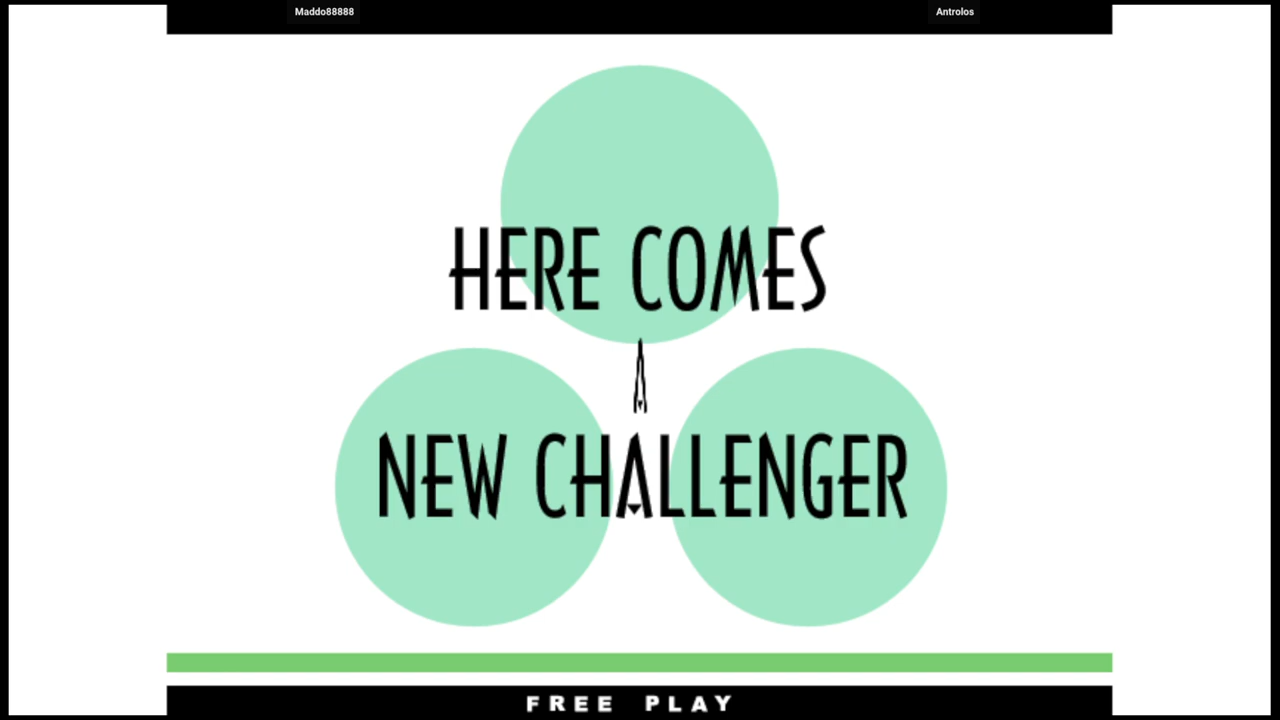 Maddo88888
Antrolos
HERE COMES
A
NEW CHALLENGER
FREE PLAY